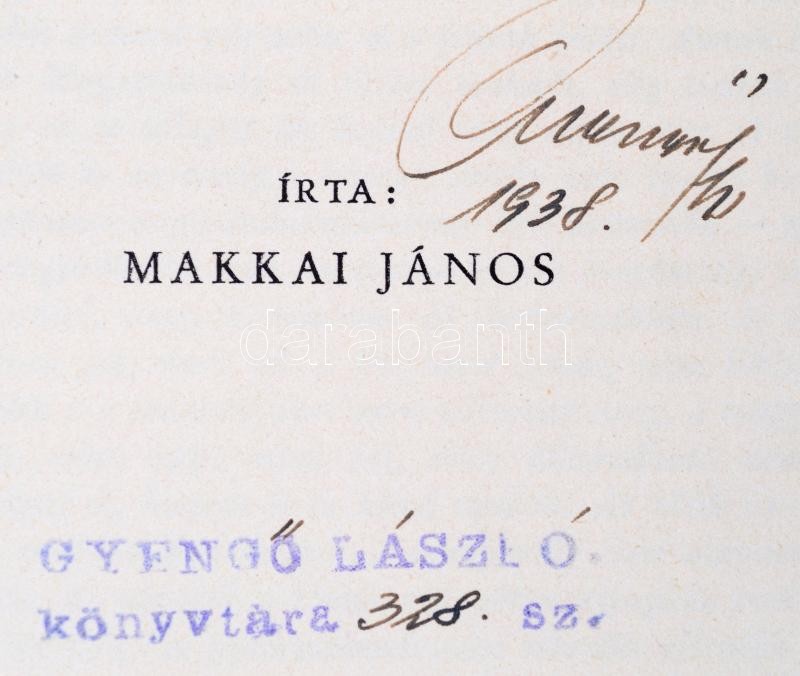 1938.
ÍRTA:
MAKKAI JÁNOS
darabanth
GYENGŐ LÁSZLÓ.
könyvtára 328. sz.